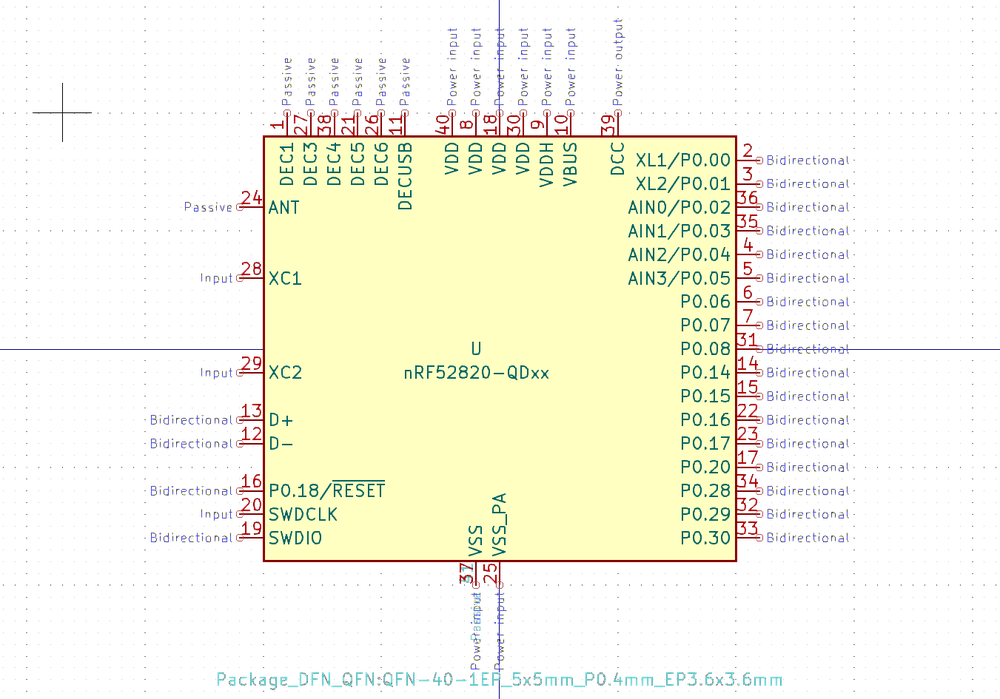 Passive Passive Passive Passive Passive Passive Power input Power input Power input Power input Power input Power input Power output
1 27 38 21 26 11 40 8 18 30 9 10 39
DEC1 DEC3 DEC4 DEC5 DEC6 DECUSB VDD VDD VDD VDD VDDH VBUS DCC
XL1/P0.00 2 Bidirectional
XL2/P0.01 3 Bidirectional
Passive 24 ANT AIN0/P0.02 36 Bidirectional
AIN1/P0.03 35 Bidirectional
AIN2/P0.04 4 Bidirectional
Input 28 XC1 AIN3/P0.05 5 Bidirectional
P0.06 6 Bidirectional
P0.07 7 Bidirectional
U P0.08 31 Bidirectional
Input 29 XC2 nRF52820-QDxx P0.14 14 Bidirectional
P0.15 15 Bidirectional
Bidirectional 13 D+ P0.16 22 Bidirectional
Bidirectional 12 D- P0.17 23 Bidirectional
P0.20 17 Bidirectional
Bidirectional 16 P0.18/RESET P0.28 34 Bidirectional
Input 20 SWDCLK P0.29 32 Bidirectional
Bidirectional 19 SWDIO P0.30 33 Bidirectional
VSS VSS_PA
37 25
Power input Power input
Package_DFN_QFN:QFN-40-1EP_5x5mm_P0.4mm_EP3.6x3.6mm